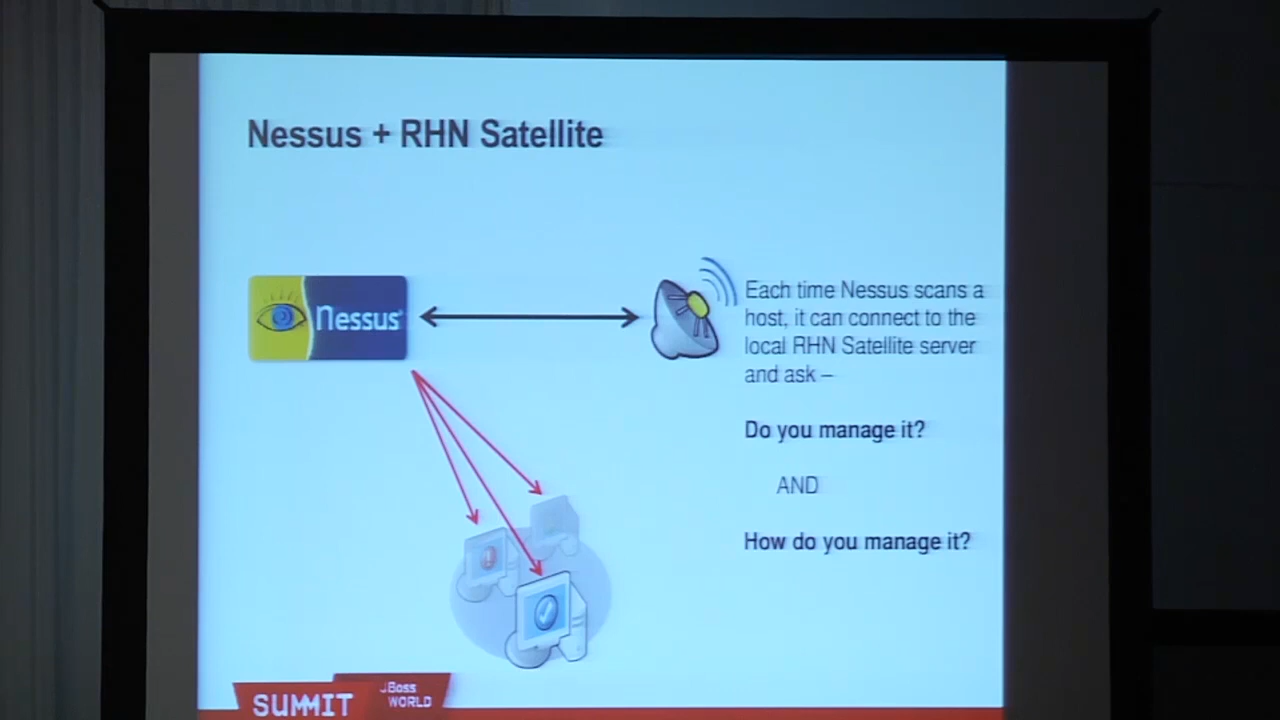 Nessus + RHN Satellite
nessus
Each time Nessus scans a
host, it can connect to the
local RHN Satellite server
and ask –
Do you manage it?
AND
How do you manage it?
SUMMIT
JBoss
WORLD